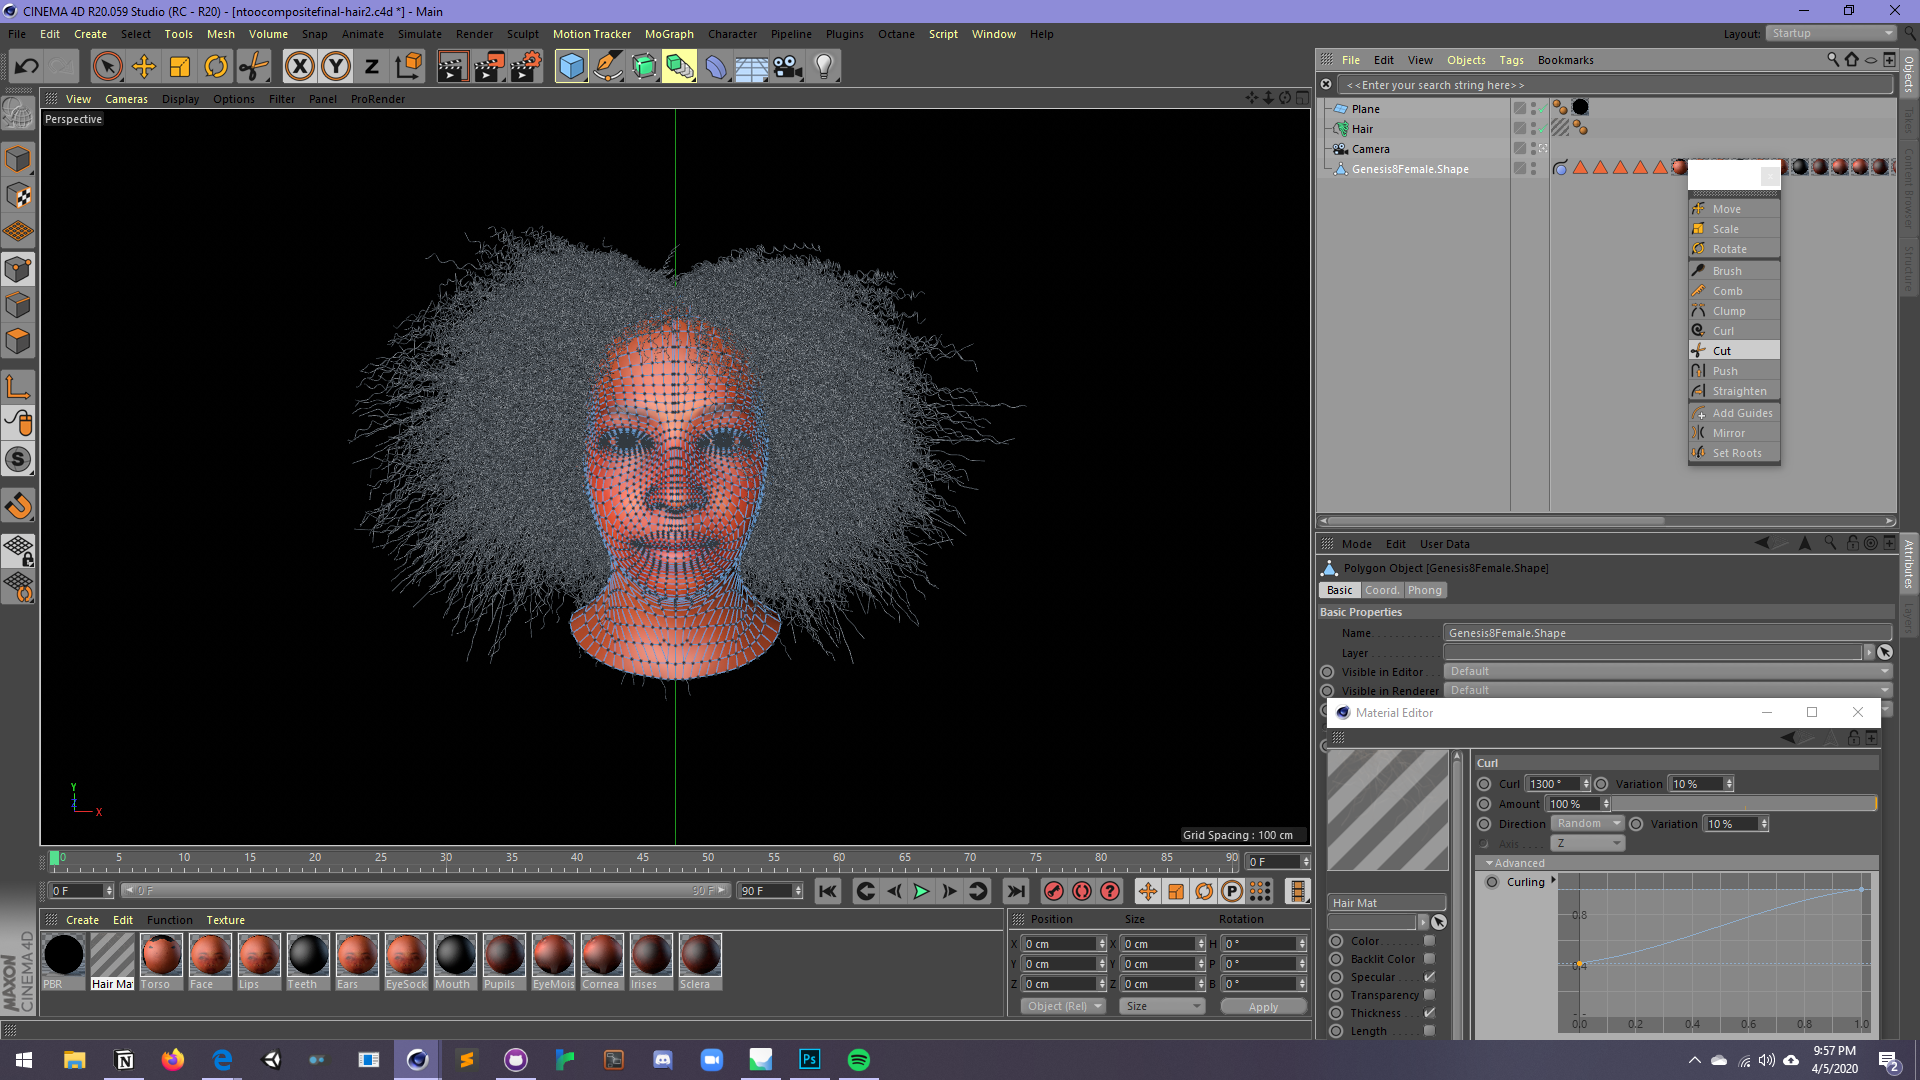 CINEMA 4D R20.059 Studio (RC - R20) - [ntoocompositefinal-hair2.c4d *] - Main
File Edit Create Select Tools Mesh Volume Snap Animate Simulate Render Sculpt Motion Tracker MoGraph Character Pipeline Plugins Octane Script Window Help
Layout: Startup
File Edit View Objects Tags Bookmarks
<<Enter your search string here>>
View Cameras Display Options Filter Panel ProRender
Perspective
Plane
Hair
Camera
Genesis8Female.Shape
Move
Scale
Rotate
Brush
Comb
Clump
Curl
Cut
Push
Straighten
Add Guides
Mirror
Set Roots
Objects
Takes
Content Browser
Structure
Attributes
Layers
Mode Edit User Data
Polygon Object [Genesis8Female.Shape]
Basic Coord. Phong
Basic Properties
Name Genesis8Female.Shape
Layer
Visible in Editor Default
Visible in Renderer Default
Material Editor
Curl
Curl 1300 ° Variation 10 %
Amount 100 %
Direction Random Variation 10 %
Axis Z
Advanced
Curling
0.8
0.4
0.0 0.2 0.4 0.6 0.8 1.0
Hair Mat
Color
Backlit Color
Specular
Transparency
Thickness
Length
Y
Z
X
Grid Spacing : 100 cm
0 5 10 15 20 25 30 35 40 45 50 55 60 65 70 75 80 85 90 0 F
0 F 0 F 90 F 90 F
Create Edit Function Texture
PBR Hair Mat Torso Face Lips Teeth Ears EyeSock Mouth Pupils EyeMois Cornea Irises Sclera
Position Size Rotation
X 0 cm X 0 cm H 0 °
Y 0 cm Y 0 cm P 0 °
Z 0 cm Z 0 cm B 0 °
Object (Rel) Size Apply
MAXON
CINEMA 4D
9:57 PM
4/5/2020
2